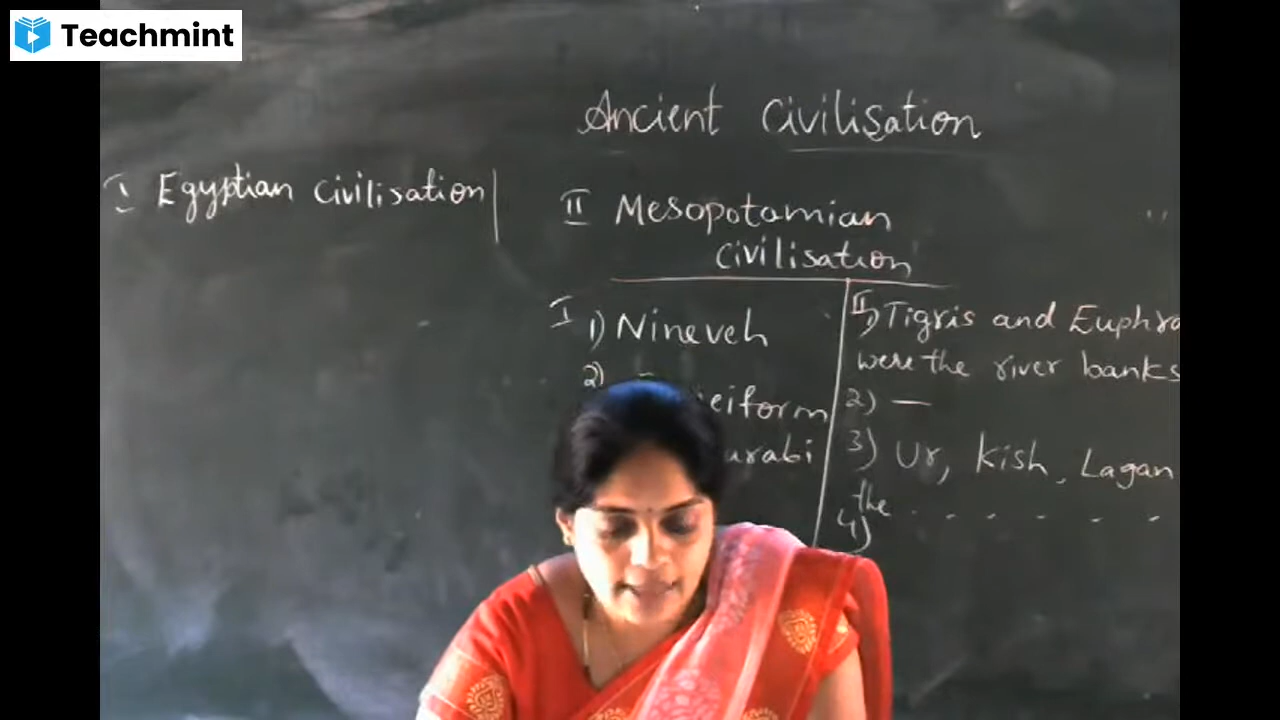 Teachmint
Ancient Civilisation
I Egyptian Civilisation
II Mesopotamian
Civilisation
I 1) Nineveh
2)
II 1) Tigris and
were the river banks
2) —
3) Ur, Kish, Lagan
the . - - - - -
4)